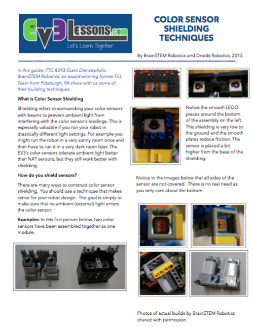 EV3Lessons.com
Let's Learn Together
COLOR SENSOR
SHIELDING
TECHNIQUES
By BrainSTEM Robotics and Droids Robotics, 2015
In this guide, FTC 8393 Giant Diencephalic
BrainSTEM Robotics, an award-winning former FLL
Team from Pittsburgh, PA share with us some of
their building techniques.
What is Color Sensor Shielding
Shielding refers to surrounding your color sensors
with beams to prevent ambient light from
interfering with the color sensor's readings. This is
especially valuable if you run your robot in
drastically different light settings. For example you
might run the robot in a very sunny room once and
then have to run it in a very dark room later. The
EV3's color sensors tolerate ambient light better
than NXT sensors, but they still work better with
shielding.
How do you shield sensors?
There are many ways to construct color sensor
shielding. You should use a technique that makes
sense for your robot design. The goal is simply to
make sure that no ambient (external) light enters
the color sensor.
Examples: In this first picture below, two color
sensors have been assembled together as one
module.
Notice the smooth LEGO
pieces around the bottom
of the assembly on the left.
This shielding is very low to
the ground and the smooth
pieces reduce friction. The
sensor is placed a bit
higher from the base of the
shielding.
Notice in the images below that all sides of the
sensor are not covered. There is no real need as
you only care about the bottom.
Photos of actual builds by BrainSTEM Robotics
shared with permission.